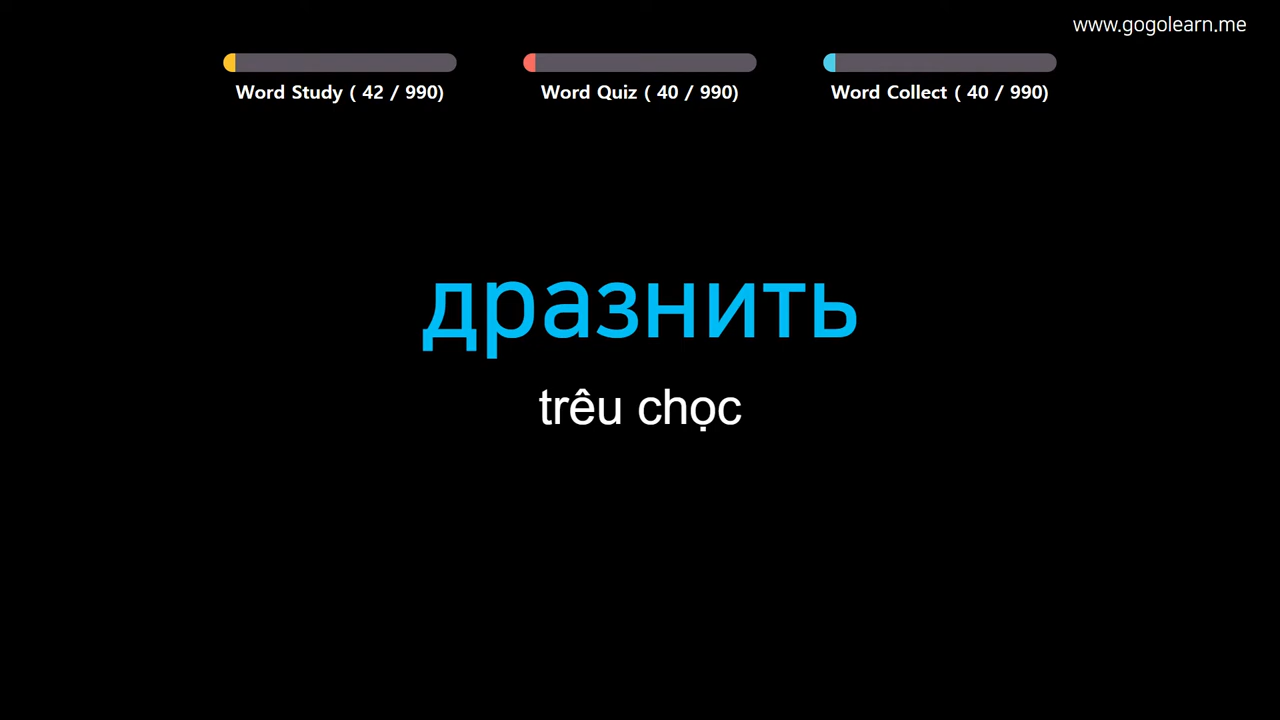 www.gogolearn.me
Word Study ( 42 / 990)
Word Quiz ( 40 / 990)
Word Collect ( 40 / 990)
дразнить
trêu chọc